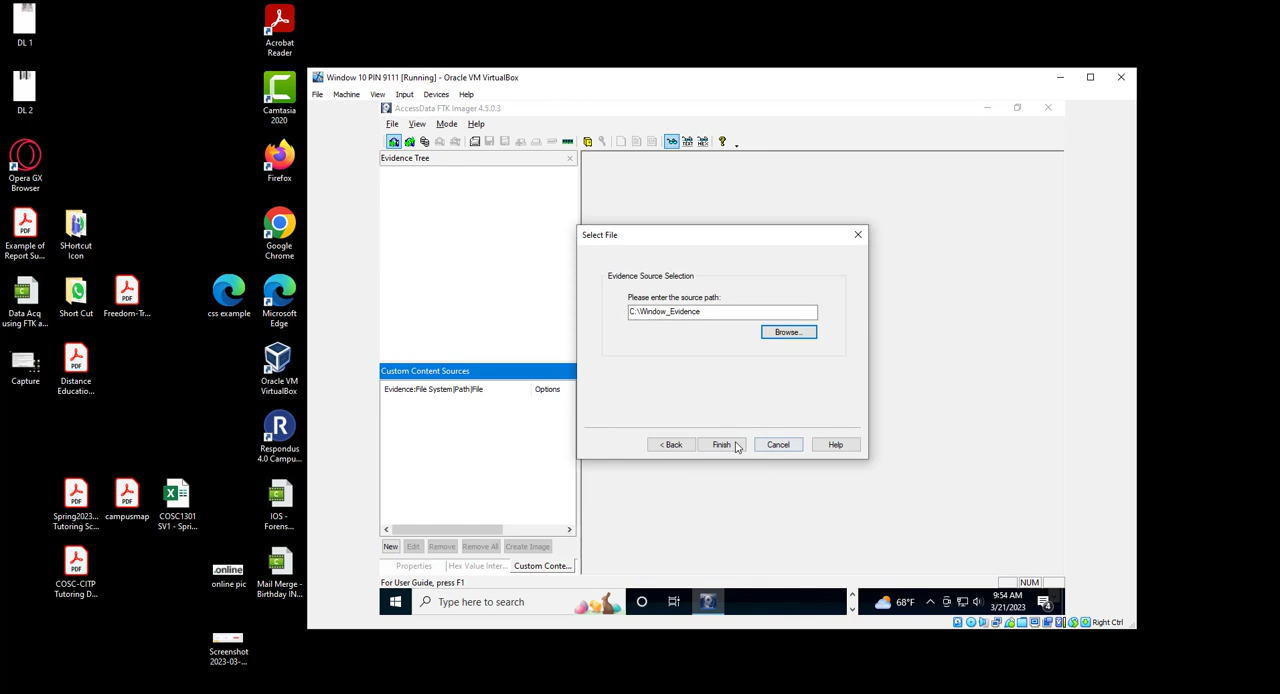 DL 1
DL 2
Opera GX
Browser
Example of
Report Su...
SHortcut
Icon
Data Acq
using FTK a...
Short Cut
Freedom-Tr...
Capture
Distance
Educatio...
Spring2023...
Tutoring Sc...
campusmap
COSC1301
SV1 - Spri...
COSC-CITP
Tutoring D...
css example
.online
online pic
Screenshot
2023-03-...
Acrobat
Reader
Camtasia
2020
Firefox
Google
Chrome
Microsoft
Edge
Oracle VM
VirtualBox
Respondus
4.0 Campu...
IOS -
Forens...
Mail Merge -
Birthday IN...
Window 10 PIN 9111 [Running] - Oracle VM VirtualBox
File Machine View Input Devices Help
AccessData FTK Imager 4.5.0.3
File View Mode Help
Evidence Tree
Custom Content Sources
Evidence:File System|Path|File Options
New Edit Remove Remove All Create Image
Properties Hex Value Inter... Custom Conte...
For User Guide, press F1
NUM
Select File
Evidence Source Selection
Please enter the source path:
C:\Window_Evidence
Browse...
< Back Finish Cancel Help
Type here to search
68°F
9:54 AM
3/21/2023
4
Right Ctrl